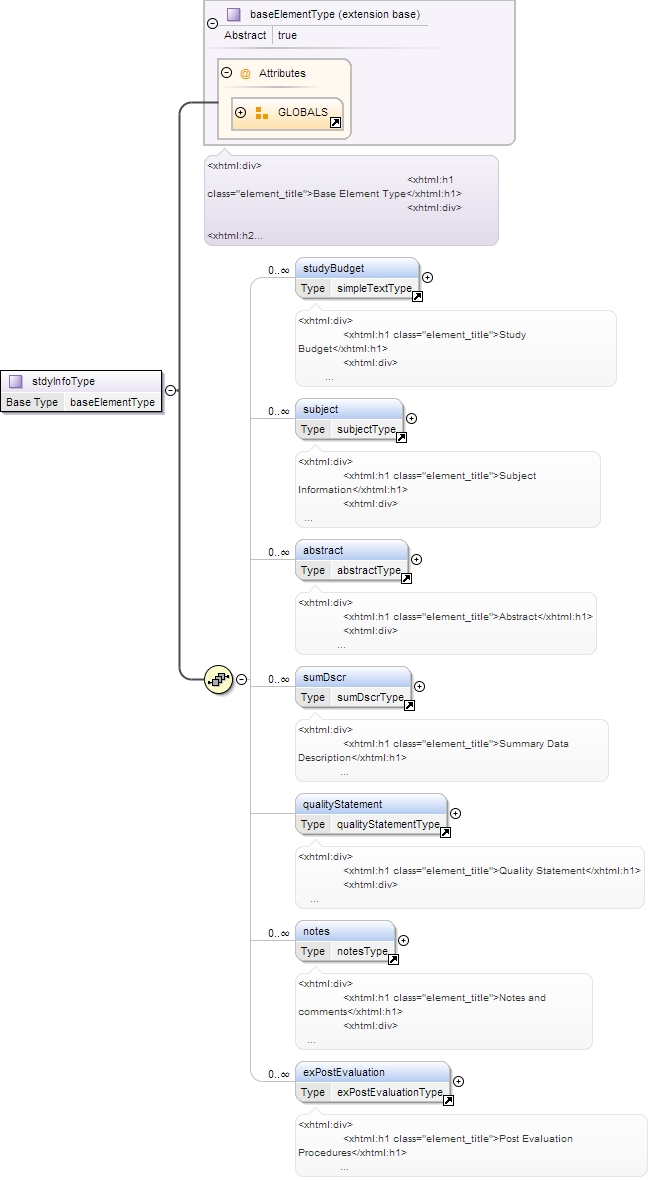 baseElementType (extension base)
Abstract true
@ Attributes
GLOBALS
<xhtml:div>
<xhtml:h1
class="element_title">Base Element Type</xhtml:h1>
<xhtml:div>
<xhtml:h2...
stdyInfoType
Base Type baseElementType
0..∞ studyBudget
Type simpleTextType
<xhtml:div>
<xhtml:h1 class="element_title">Study
Budget</xhtml:h1>
<xhtml:div>
...
0..∞ subject
Type subjectType
<xhtml:div>
<xhtml:h1 class="element_title">Subject
Information</xhtml:h1>
<xhtml:div>
...
0..∞ abstract
Type abstractType
<xhtml:div>
<xhtml:h1 class="element_title">Abstract</xhtml:h1>
<xhtml:div>
...
0..∞ sumDscr
Type sumDscrType
<xhtml:div>
<xhtml:h1 class="element_title">Summary Data
Description</xhtml:h1>
...
qualityStatement
Type qualityStatementType
<xhtml:div>
<xhtml:h1 class="element_title">Quality Statement</xhtml:h1>
<xhtml:div>
...
0..∞ notes
Type notesType
<xhtml:div>
<xhtml:h1 class="element_title">Notes and
comments</xhtml:h1>
<xhtml:div>
...
0..∞ exPostEvaluation
Type exPostEvaluationType
<xhtml:div>
<xhtml:h1 class="element_title">Post Evaluation
Procedures</xhtml:h1>
...